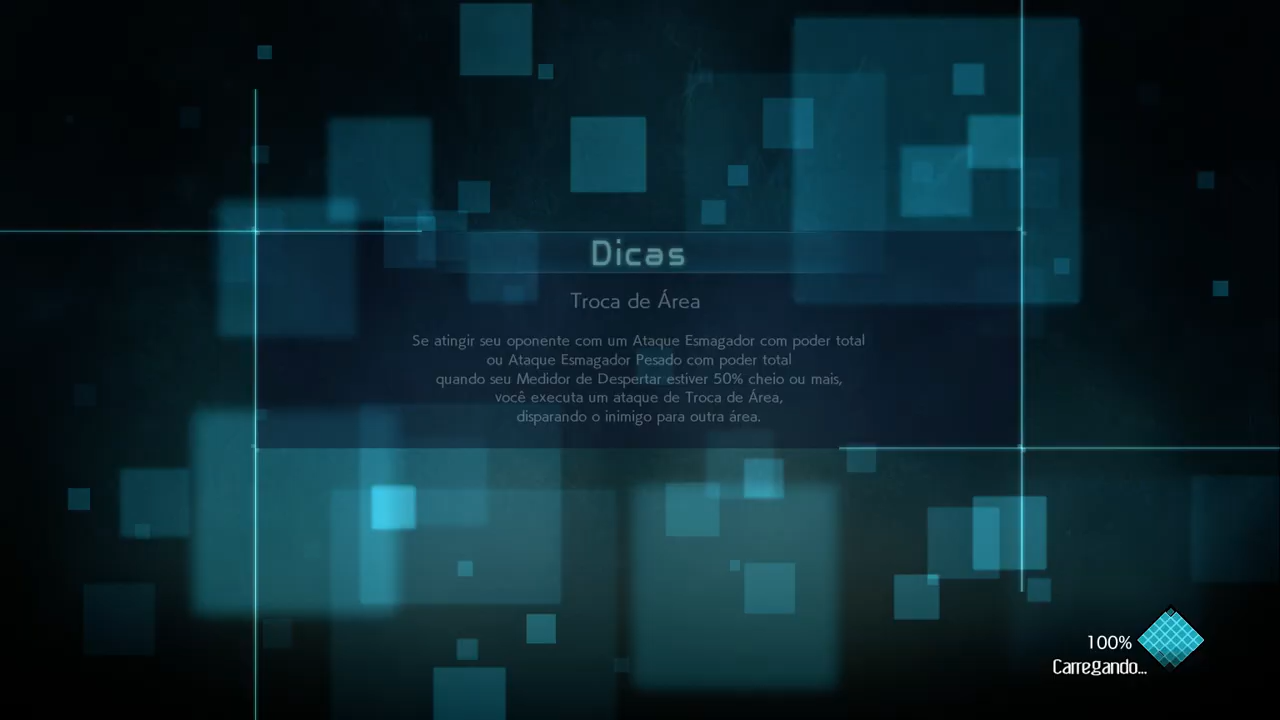 Dicas
Troca de Área
Se atingir seu oponente com um Ataque Esmagador com poder total
ou Ataque Esmagador Pesado com poder total
quando seu Medidor de Despertar estiver 50% cheio ou mais,
você executa um ataque de Troca de Área,
disparando o inimigo para outra área.
100%
Carregando...